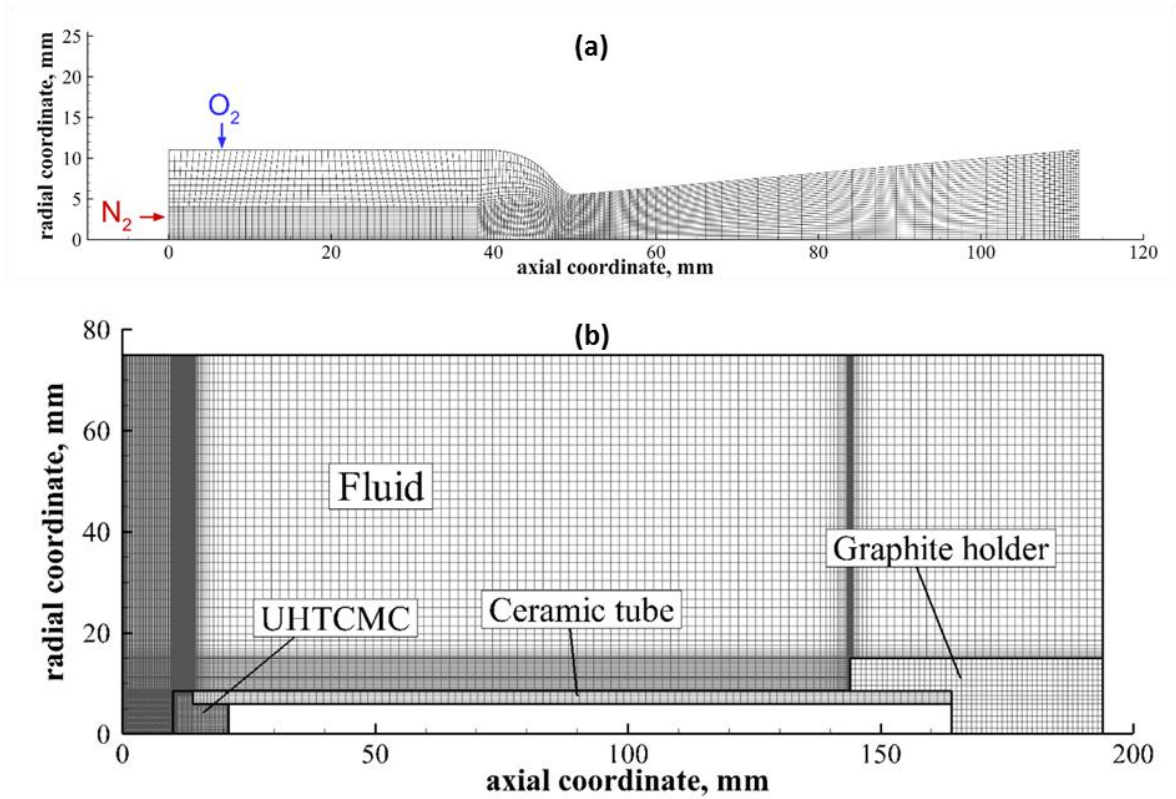 (a)
25
20
15
10
5
0
radial coordinate, mm
O2
N2
0 20 40 60 80 100 120
axial coordinate, mm
(b)
80
60
40
20
0
radial coordinate, mm
Fluid
Graphite holder
UHTCMC
Ceramic tube
0 50 100 150 200
axial coordinate, mm